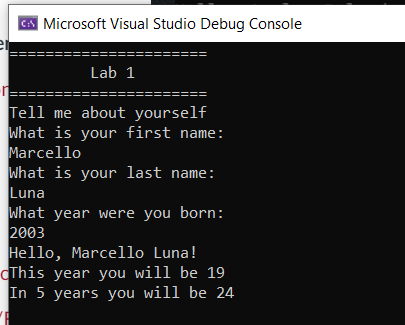 Microsoft Visual Studio Debug Console
======================
Lab 1
======================
Tell me about yourself
What is your first name:
Marcello
What is your last name:
Luna
What year were you born:
2003
Hello, Marcello Luna!
This year you will be 19
In 5 years you will be 24